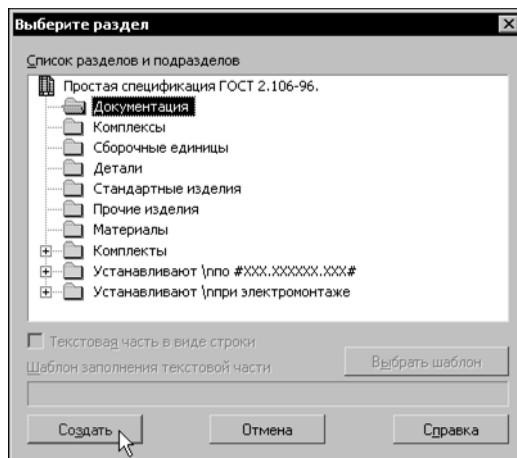 Выберите раздел
Список разделов и подразделов
Простая спецификация ГОСТ 2.106-96.
Документация
Комплексы
Сборочные единицы
Детали
Стандартные изделия
Прочие изделия
Материалы
Комплекты
Устанавливают \nпо #XXX.XXXXXX.XXX#
Устанавливают \nпри электромонтаже
Текстовая часть в виде строки
Шаблон заполнения текстовой части
Выбрать шаблон
Создать
Отмена
Справка